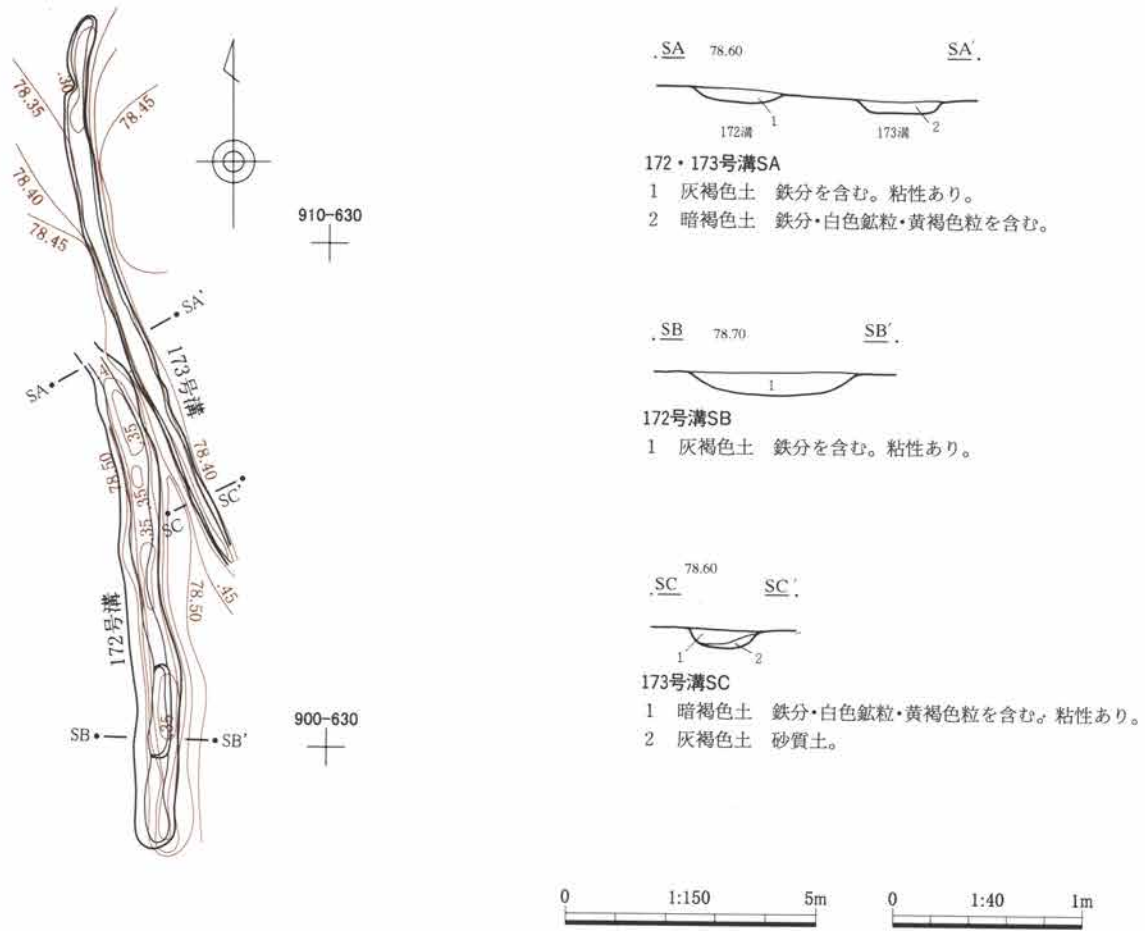 .30
78.35
78.45
78.40
78.45
910-630
SA'
173号溝
SA
.35
78.50
78.40
.35
SC'
SC
.35
.45
78.50
172号溝
.35
900-630
SB
SB'
SA 78.60 SA'
1
2
172溝 173溝
172・173号溝SA
1 灰褐色土 鉄分を含む。粘性あり。
2 暗褐色土 鉄分・白色鉱粒・黄褐色粒を含む。
SB 78.70 SB'
1
172号溝SB
1 灰褐色土 鉄分を含む。粘性あり。
SC 78.60 SC'
1 2
173号溝SC
1 暗褐色土 鉄分・白色鉱粒・黄褐色粒を含む。粘性あり。
2 灰褐色土 砂質土。
0 1:150 5m
0 1:40 1m